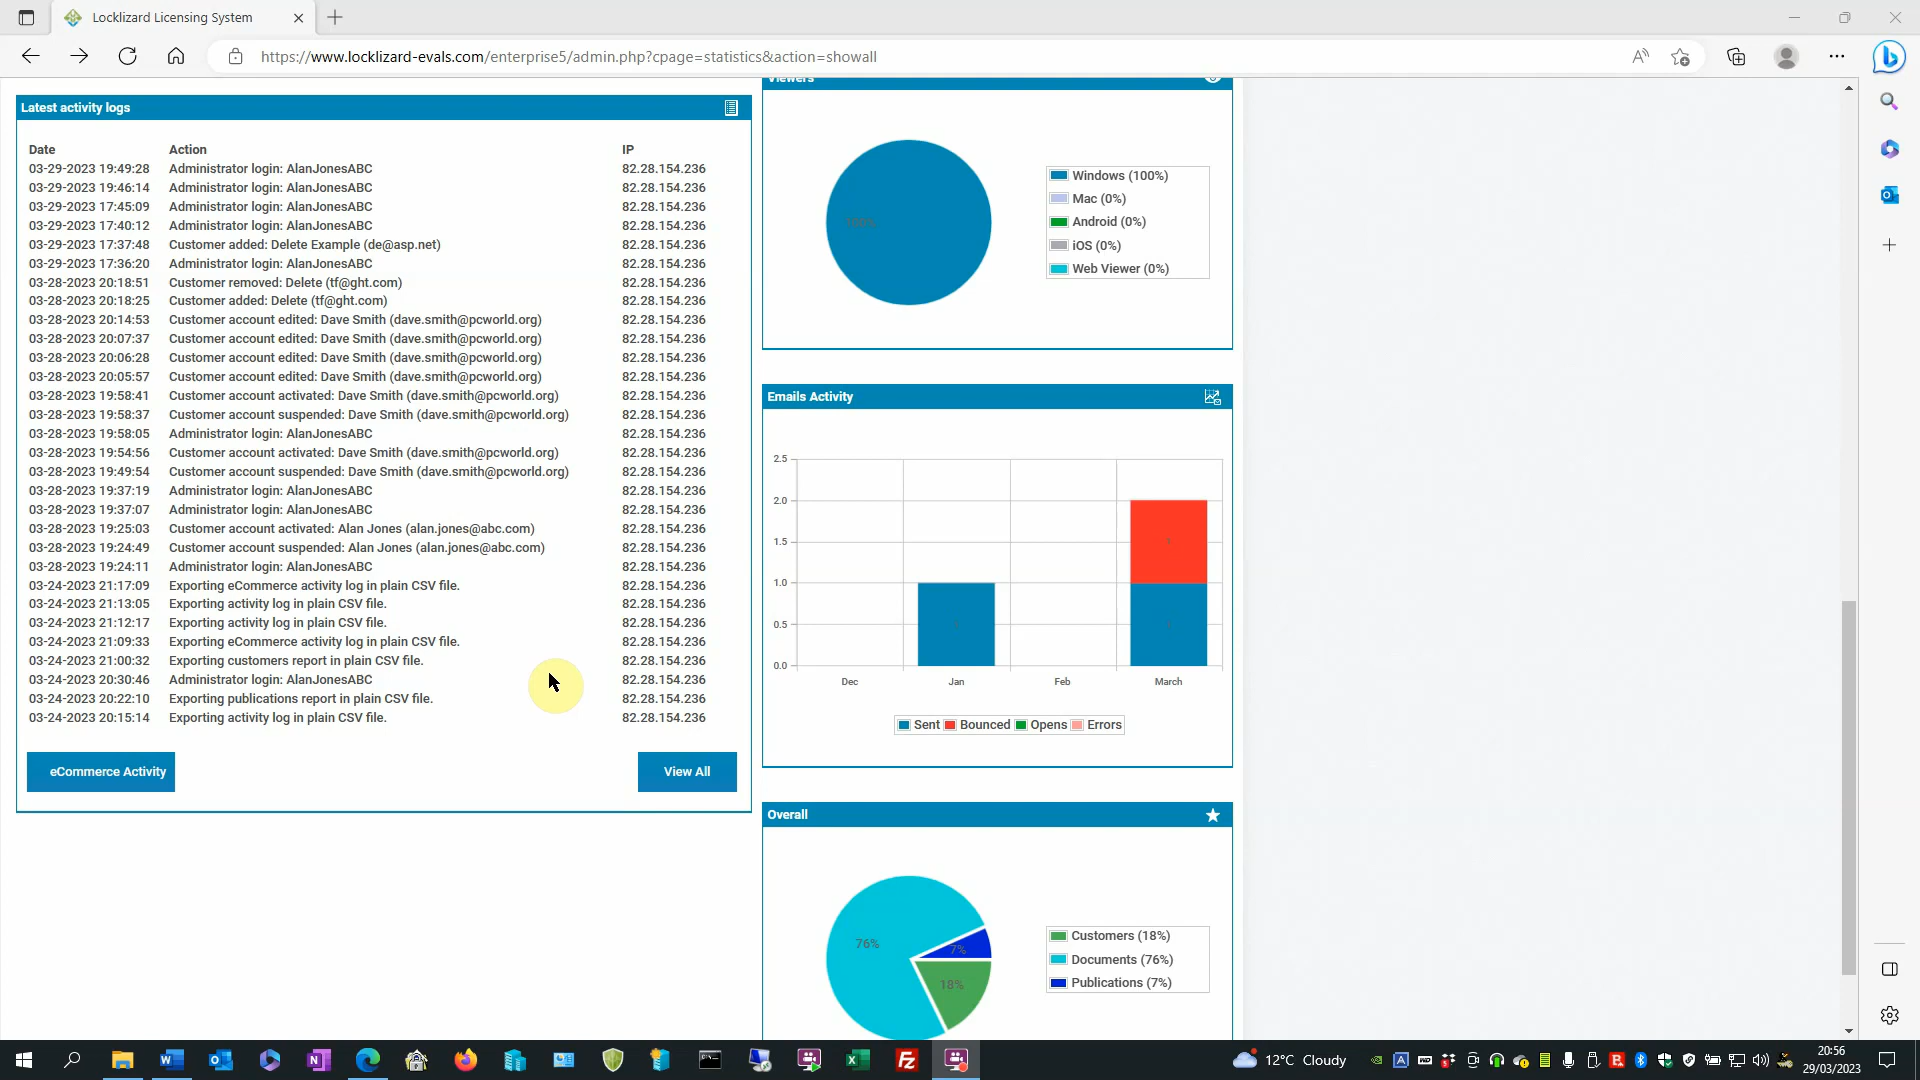 Locklizard Licensing System
https://www.locklizard-evals.com/enterprise5/admin.php?cpage=statistics&action=showall
Latest activity logs
Date Action IP
03-29-2023 19:49:28 Administrator login: AlanJonesABC 82.28.154.236
03-29-2023 19:46:14 Administrator login: AlanJonesABC 82.28.154.236
03-29-2023 17:45:09 Administrator login: AlanJonesABC 82.28.154.236
03-29-2023 17:40:12 Administrator login: AlanJonesABC 82.28.154.236
03-29-2023 17:37:48 Customer added: Delete Example (de@asp.net) 82.28.154.236
03-29-2023 17:36:20 Administrator login: AlanJonesABC 82.28.154.236
03-28-2023 20:18:51 Customer removed: Delete (tf@ght.com) 82.28.154.236
03-28-2023 20:18:25 Customer added: Delete (tf@ght.com) 82.28.154.236
03-28-2023 20:14:53 Customer account edited: Dave Smith (dave.smith@pcworld.org) 82.28.154.236
03-28-2023 20:07:37 Customer account edited: Dave Smith (dave.smith@pcworld.org) 82.28.154.236
03-28-2023 20:06:28 Customer account edited: Dave Smith (dave.smith@pcworld.org) 82.28.154.236
03-28-2023 20:05:57 Customer account edited: Dave Smith (dave.smith@pcworld.org) 82.28.154.236
03-28-2023 19:58:41 Customer account activated: Dave Smith (dave.smith@pcworld.org) 82.28.154.236
03-28-2023 19:58:37 Customer account suspended: Dave Smith (dave.smith@pcworld.org) 82.28.154.236
03-28-2023 19:58:05 Administrator login: AlanJonesABC 82.28.154.236
03-28-2023 19:54:56 Customer account activated: Dave Smith (dave.smith@pcworld.org) 82.28.154.236
03-28-2023 19:49:54 Customer account suspended: Dave Smith (dave.smith@pcworld.org) 82.28.154.236
03-28-2023 19:37:19 Administrator login: AlanJonesABC 82.28.154.236
03-28-2023 19:37:07 Administrator login: AlanJonesABC 82.28.154.236
03-28-2023 19:25:03 Customer account activated: Alan Jones (alan.jones@abc.com) 82.28.154.236
03-28-2023 19:24:49 Customer account suspended: Alan Jones (alan.jones@abc.com) 82.28.154.236
03-28-2023 19:24:11 Administrator login: AlanJonesABC 82.28.154.236
03-24-2023 21:17:09 Exporting eCommerce activity log in plain CSV file. 82.28.154.236
03-24-2023 21:13:05 Exporting activity log in plain CSV file. 82.28.154.236
03-24-2023 21:12:17 Exporting activity log in plain CSV file. 82.28.154.236
03-24-2023 21:09:33 Exporting eCommerce activity log in plain CSV file. 82.28.154.236
03-24-2023 21:00:32 Exporting customers report in plain CSV file. 82.28.154.236
03-24-2023 20:30:46 Administrator login: AlanJonesABC 82.28.154.236
03-24-2023 20:22:10 Exporting publications report in plain CSV file. 82.28.154.236
03-24-2023 20:15:14 Exporting activity log in plain CSV file. 82.28.154.236
eCommerce Activity View All
Viewers
100%
Windows (100%)
Mac (0%)
Android (0%)
iOS (0%)
Web Viewer (0%)
Emails Activity
2.5
2.0
1.5
1.0
0.5
0.0
Dec Jan Feb March
Sent Bounced Opens Errors
Overall
76%
7%
18%
Customers (18%)
Documents (76%)
Publications (7%)
12°C Cloudy
20:56
29/03/2023